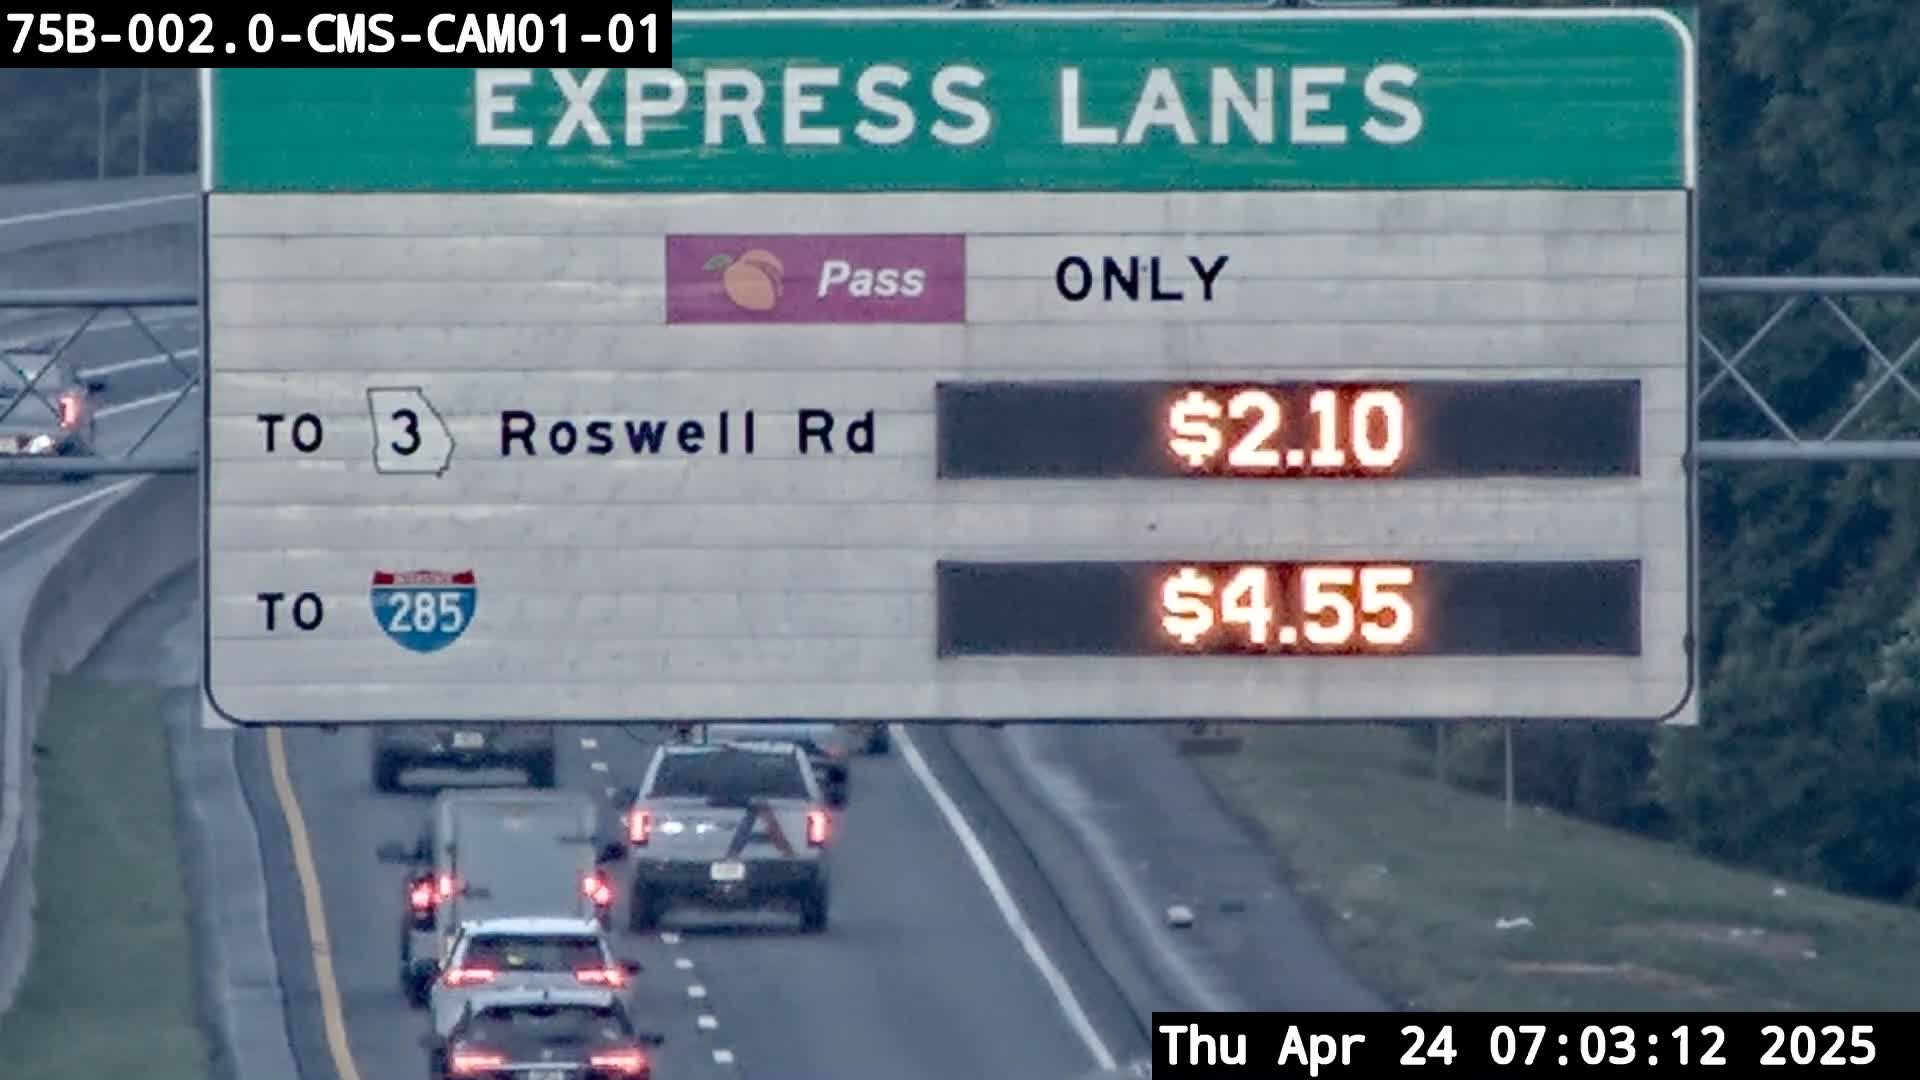 75B-002.0-CMS-CAM01-01
EXPRESS LANES
Pass ONLY
TO 3 Roswell Rd $2.10
TO 285 $4.55
Thu Apr 24 07:03:12 2025